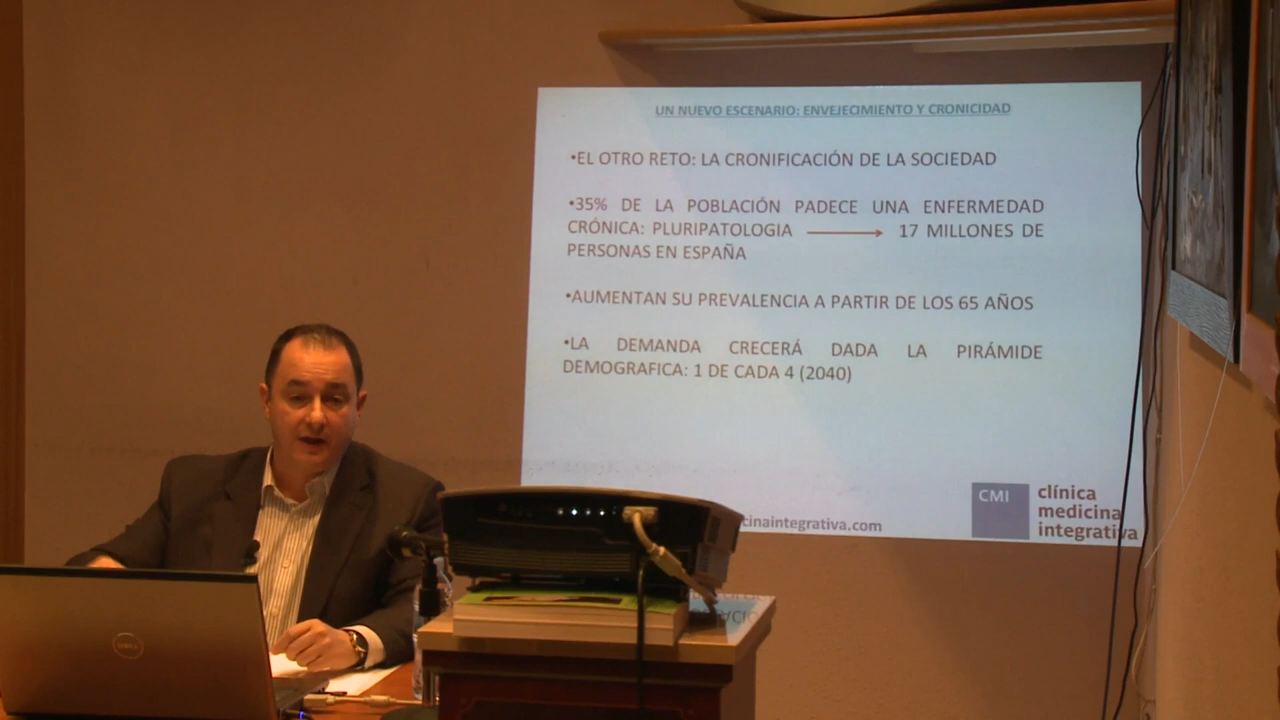 UN NUEVO ESCENARIO: ENVEJECIMIENTO Y CRONICIDAD
•EL OTRO RETO: LA CRONIFICACIÓN DE LA SOCIEDAD
•35% DE LA POBLACIÓN PADECE UNA ENFERMEDAD
CRÓNICA: PLURIPATOLOGIA → 17 MILLONES DE
PERSONAS EN ESPAÑA
•AUMENTAN SU PREVALENCIA A PARTIR DE LOS 65 AÑOS
•LA DEMANDA CRECERÁ DADA LA PIRÁMIDE
DEMOGRAFICA: 1 DE CADA 4 (2040)
cinaintegrativa.com
CMI
clínica
medicina
integrativa
DELL